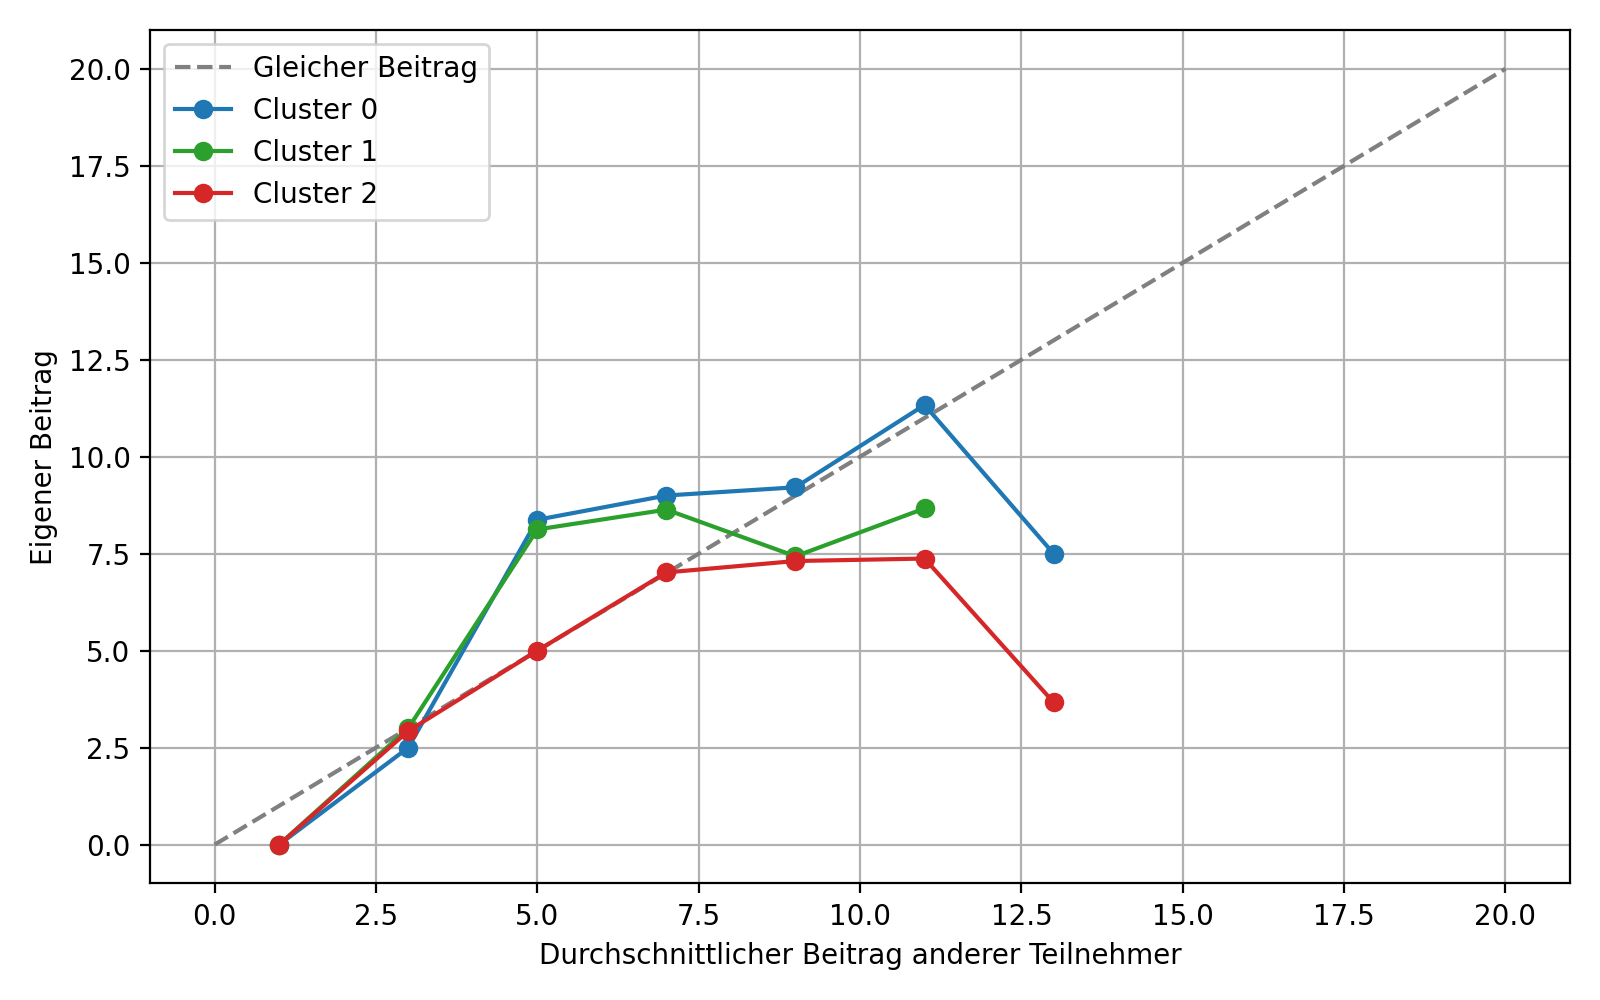 Gleicher Beitrag
Cluster 0
Cluster 1
Cluster 2
20.0
17.5
15.0
12.5
10.0
7.5
5.0
2.5
0.0
Eigener Beitrag
0.0 2.5 5.0 7.5 10.0 12.5 15.0 17.5 20.0
Durchschnittlicher Beitrag anderer Teilnehmer